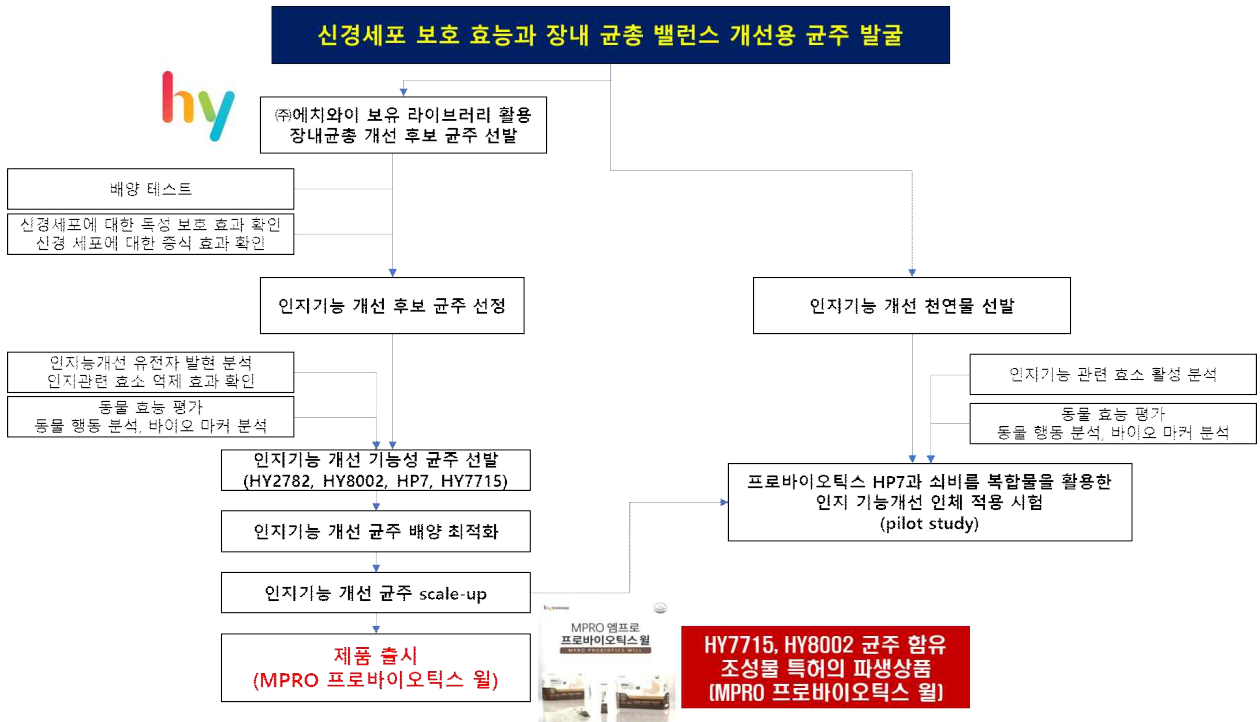 신경세포 보호 효능과 장내 균총 밸런스 개선용 균주 발굴
hy
㈜에치와이 보유 라이브러리 활용
장내균총 개선 후보 균주 선발
배양 테스트
신경세포에 대한 독성 보호 효과 확인
신경 세포에 대한 증식 효과 확인
인지기능 개선 후보 균주 선정
인지기능 개선 천연물 선발
인지능개선 유전자 발현 분석
인지관련 효소 억제 효과 확인
동물 효능 평가
동물 행동 분석, 바이오 마커 분석
인지기능 관련 효소 활성 분석
동물 효능 평가
동물 행동 분석, 바이오 마커 분석
인지기능 개선 기능성 균주 선발
(HY2782, HY8002, HP7, HY7715)
프로바이오틱스 HP7과 쇠비름 복합물을 활용한
인지 기능개선 인체 적용 시험
(pilot study)
인지기능 개선 균주 배양 최적화
인지기능 개선 균주 scale-up
제품 출시
(MPRO 프로바이오틱스 윌)
hy
MPRO 엠프로
프로바이오틱스 윌
MPRO PROBIOTICS WILL
HY7715, HY8002 균주 함유
조성물 특허의 파생상품
(MPRO 프로바이오틱스 윌)